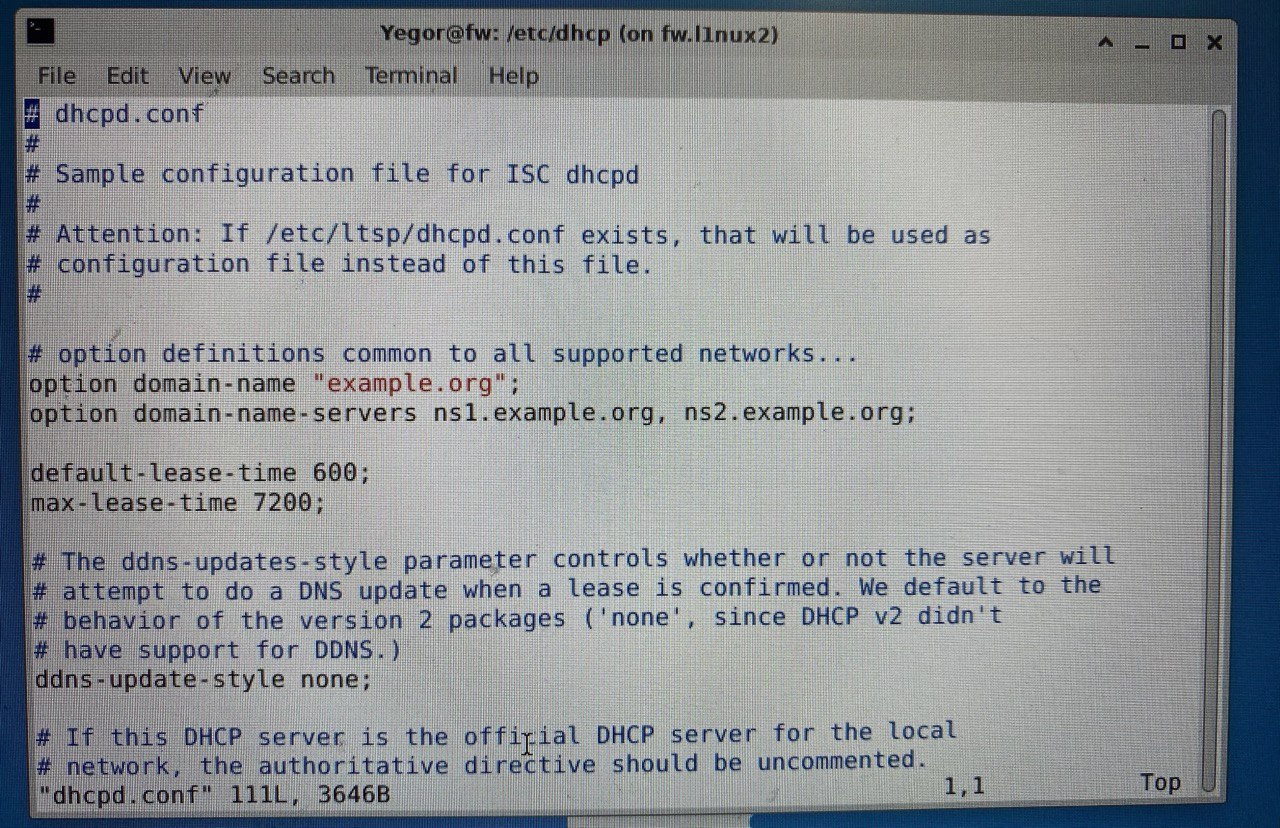 Yegor@fw: /etc/dhcp (on fw.l1nux2)
File Edit View Search Terminal Help
# dhcpd.conf
#
# Sample configuration file for ISC dhcpd
#
# Attention: If /etc/ltsp/dhcpd.conf exists, that will be used as
# configuration file instead of this file.
#
# option definitions common to all supported networks...
option domain-name "example.org";
option domain-name-servers ns1.example.org, ns2.example.org;
default-lease-time 600;
max-lease-time 7200;
# The ddns-updates-style parameter controls whether or not the server will
# attempt to do a DNS update when a lease is confirmed. We default to the
# behavior of the version 2 packages ('none', since DHCP v2 didn't
# have support for DDNS.)
ddns-update-style none;
# If this DHCP server is the official DHCP server for the local
# network, the authoritative directive should be uncommented.
"dhcpd.conf" 111L, 3646B 1,1 Top